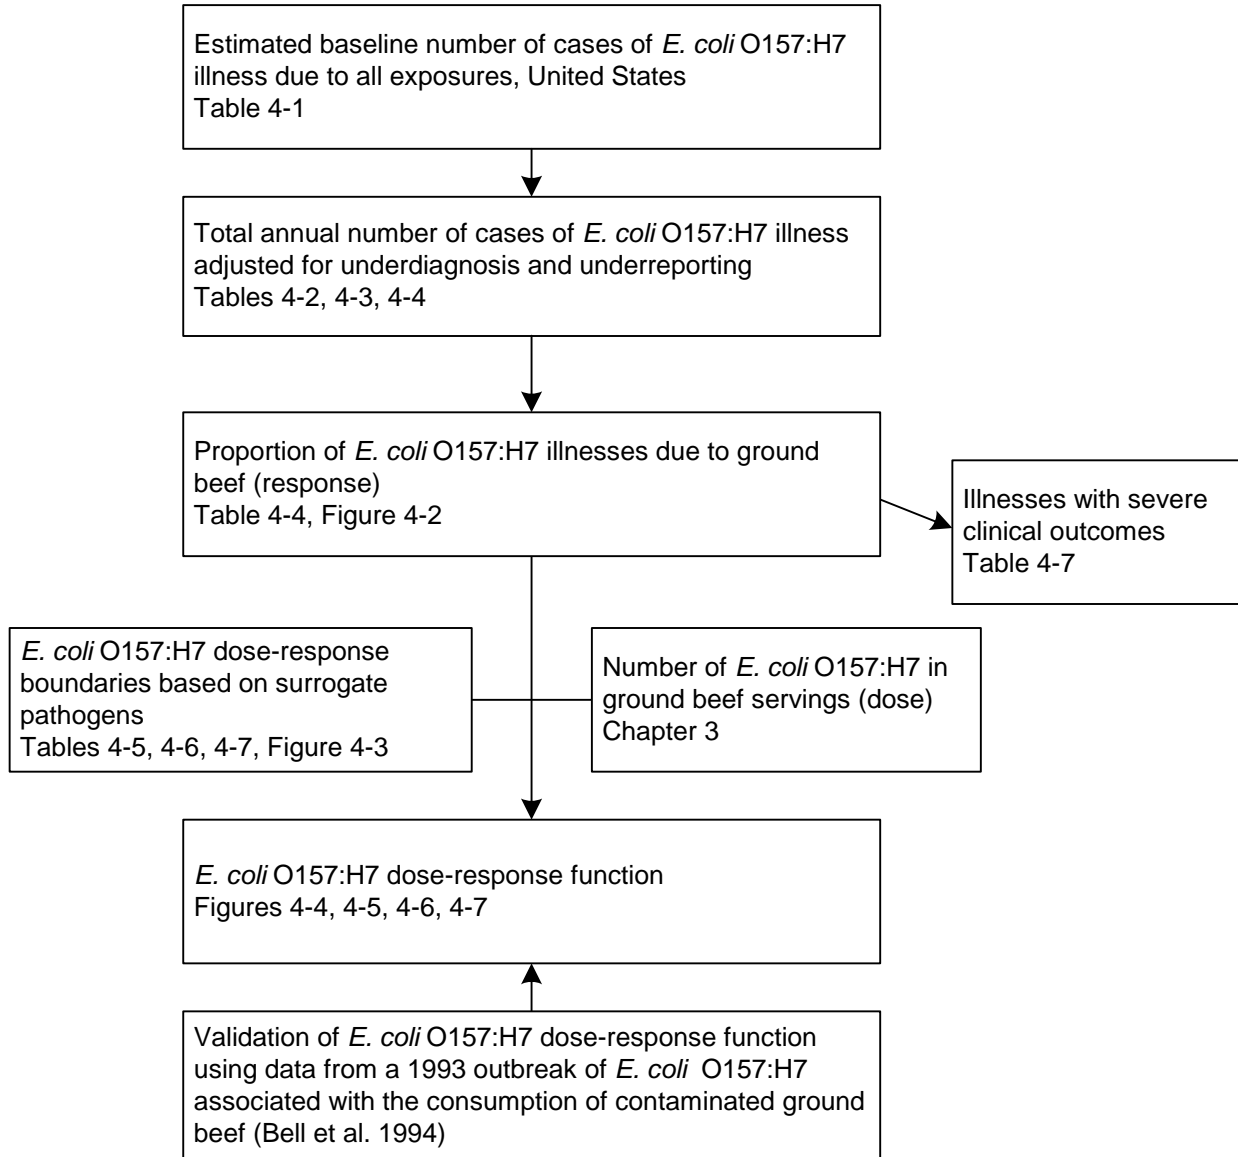 Estimated baseline number of cases of E. coli O157:H7
illness due to all exposures, United States
Table 4-1
Total annual number of cases of E. coli O157:H7 illness
adjusted for underdiagnosis and underreporting
Tables 4-2, 4-3, 4-4
Proportion of E. coli O157:H7 illnesses due to ground
beef (response)
Table 4-4, Figure 4-2
Illnesses with severe
clinical outcomes
Table 4-7
E. coli O157:H7 dose-response
boundaries based on surrogate
pathogens
Tables 4-5, 4-6, 4-7, Figure 4-3
Number of E. coli O157:H7 in
ground beef servings (dose)
Chapter 3
E. coli O157:H7 dose-response function
Figures 4-4, 4-5, 4-6, 4-7
Validation of E. coli O157:H7 dose-response function
using data from a 1993 outbreak of E. coli O157:H7
associated with the consumption of contaminated ground
beef (Bell et al. 1994)